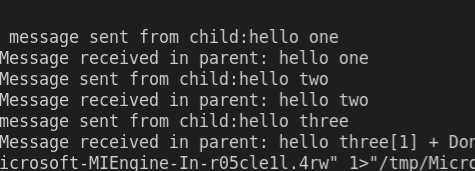 message sent from child:hello one
Message received in parent: hello one
Message sent from child:hello two
Message received in parent: hello two
message sent from child:hello three
Message received in parent: hello three[1] + Don
icrosoft-MIEngine-In-r05cle1l.4rw" 1>"/tmp/Micro